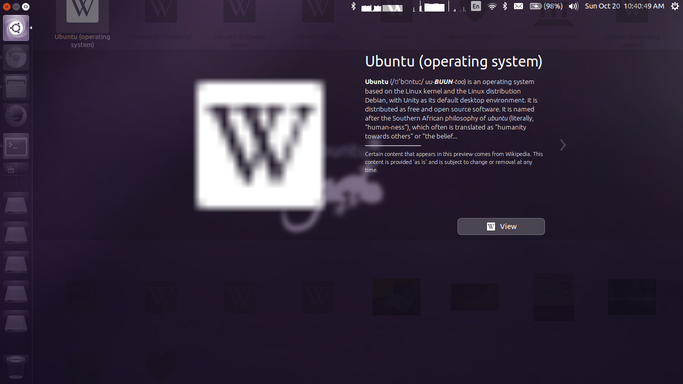 En
(98%)
Sun Oct 20 10:40:49 AM
Ubuntu (operating
system)
W
Ubuntu (operating system)
Ubuntu (/ʊˈbʊntuː/ uu-BUUN-too) is an operating system
based on the Linux kernel and the Linux distribution
Debian, with Unity as its default desktop environment. It is
distributed as free and open source software. It is named
after the Southern African philosophy of ubuntu (literally,
"human-ness"), which often is translated as "humanity
towards others" or "the belief...
Certain content that appears in this preview comes from Wikipedia. This
content is provided 'as is' and is subject to change or removal at any
time.
W View